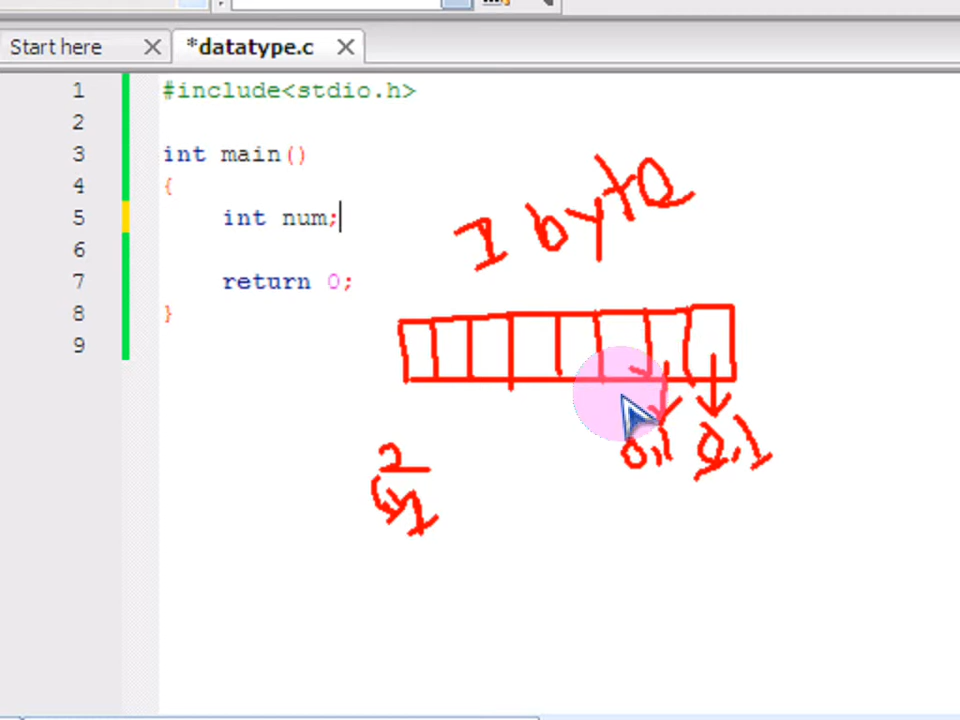 Start here *datatype.c
1 #include<stdio.h>
2
3 int main()
4 {
5 int num;
6
7 return 0;
8 }
9
1 byte
0,1 0,1
2